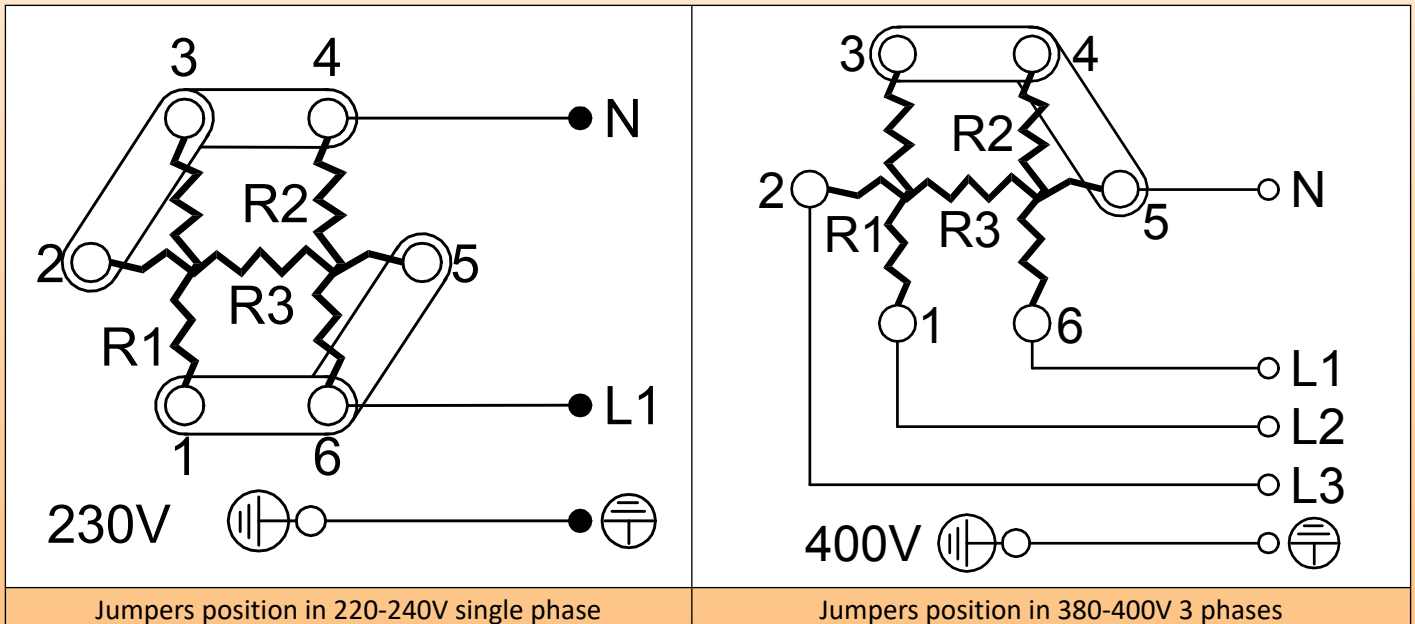 3 4
N
R2
2 5
R3
R1
L1
1 6
230V
Jumpers position in 220-240V single phase
3 4
R2
2 N
5
R1 R3
1 6
L1
L2
L3
400V
Jumpers position in 380-400V 3 phases